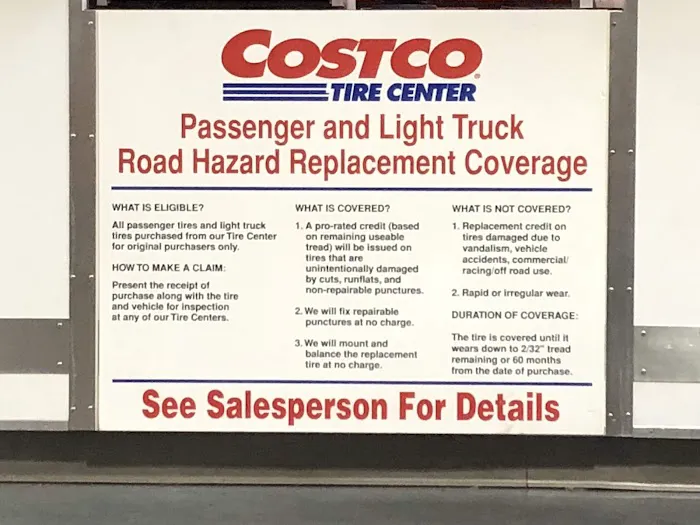 COSTCO
TIRE CENTER
Passenger and Light Truck
Road Hazard Replacement Coverage
WHAT IS ELIGIBLE?
All passenger tires and light truck
tires purchased from our Tire Center
for original purchasers only.
HOW TO MAKE A CLAIM:
Present the receipt of
purchase along with the tire
and vehicle for inspection
at any of our Tire Centers.
WHAT IS COVERED?
1. A pro-rated credit (based
on remaining useable
tread) will be issued on
tires that are
unintentionally damaged
by cuts, runflats, and
non-repairable punctures.
2. We will fix repairable
punctures at no charge.
3. We will mount and
balance the replacement
tire at no charge.
WHAT IS NOT COVERED?
1. Replacement credit on
tires damaged due to
vandalism, vehicle
accidents, commercial/
racing/off road use.
2. Rapid or irregular wear.
DURATION OF COVERAGE:
The tire is covered until it
wears down to 2/32" tread
remaining or 60 months
from the date of purchase.
See Salesperson For Details